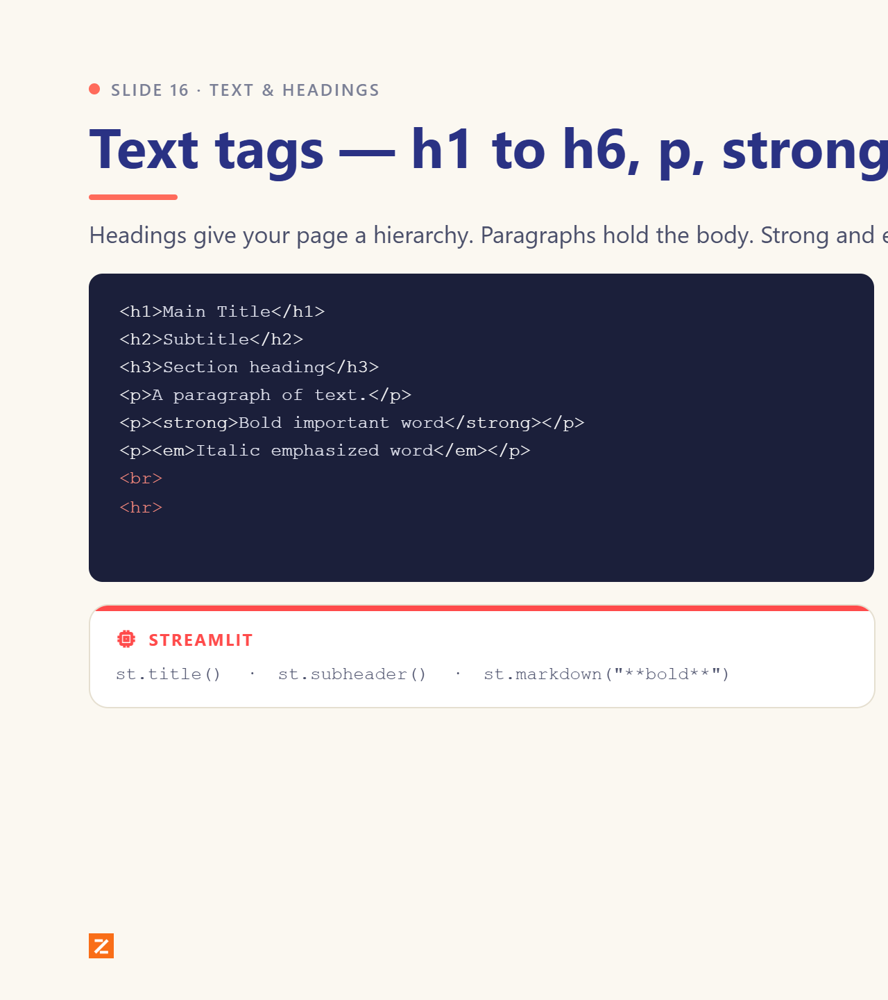 SLIDE 16 · TEXT & HEADINGS
Text tags — h1 to h6, p, strong
Headings give your page a hierarchy. Paragraphs hold the body. Strong and
<h1>Main Title</h1>
<h2>Subtitle</h2>
<h3>Section heading</h3>
<p>A paragraph of text.</p>
<p><strong>Bold important word</strong></p>
<p><em>Italic emphasized word</em></p>
<br>
<hr>
STREAMLIT
st.title() · st.subheader() · st.markdown("**bold**")